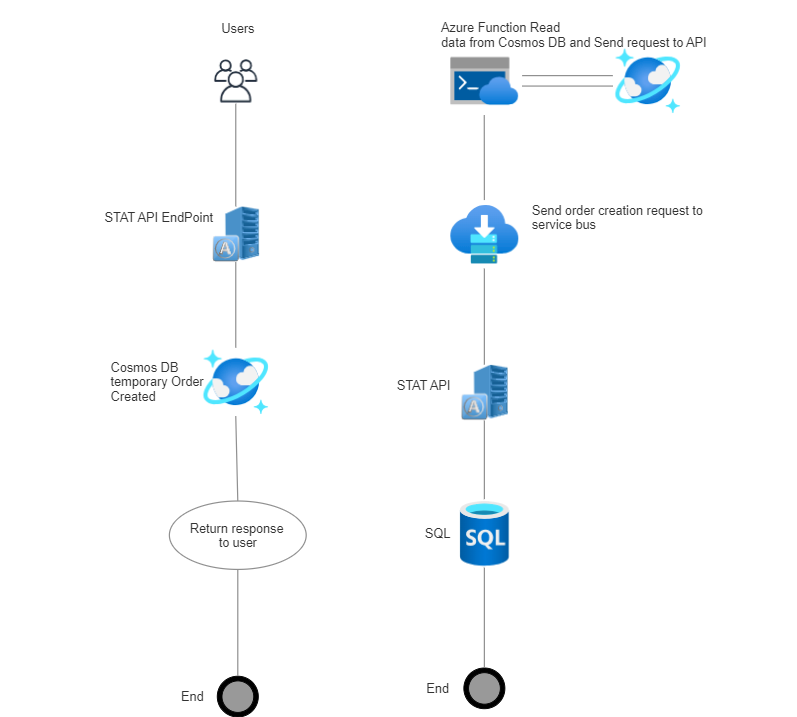 Users
STAT API EndPoint
A
Cosmos DB
temporary Order
Created
Return response
to user
End
Azure Function Read
data from Cosmos DB and Send request to API
Send order creation request to
service bus
STAT API
A
SQL
SQL
End